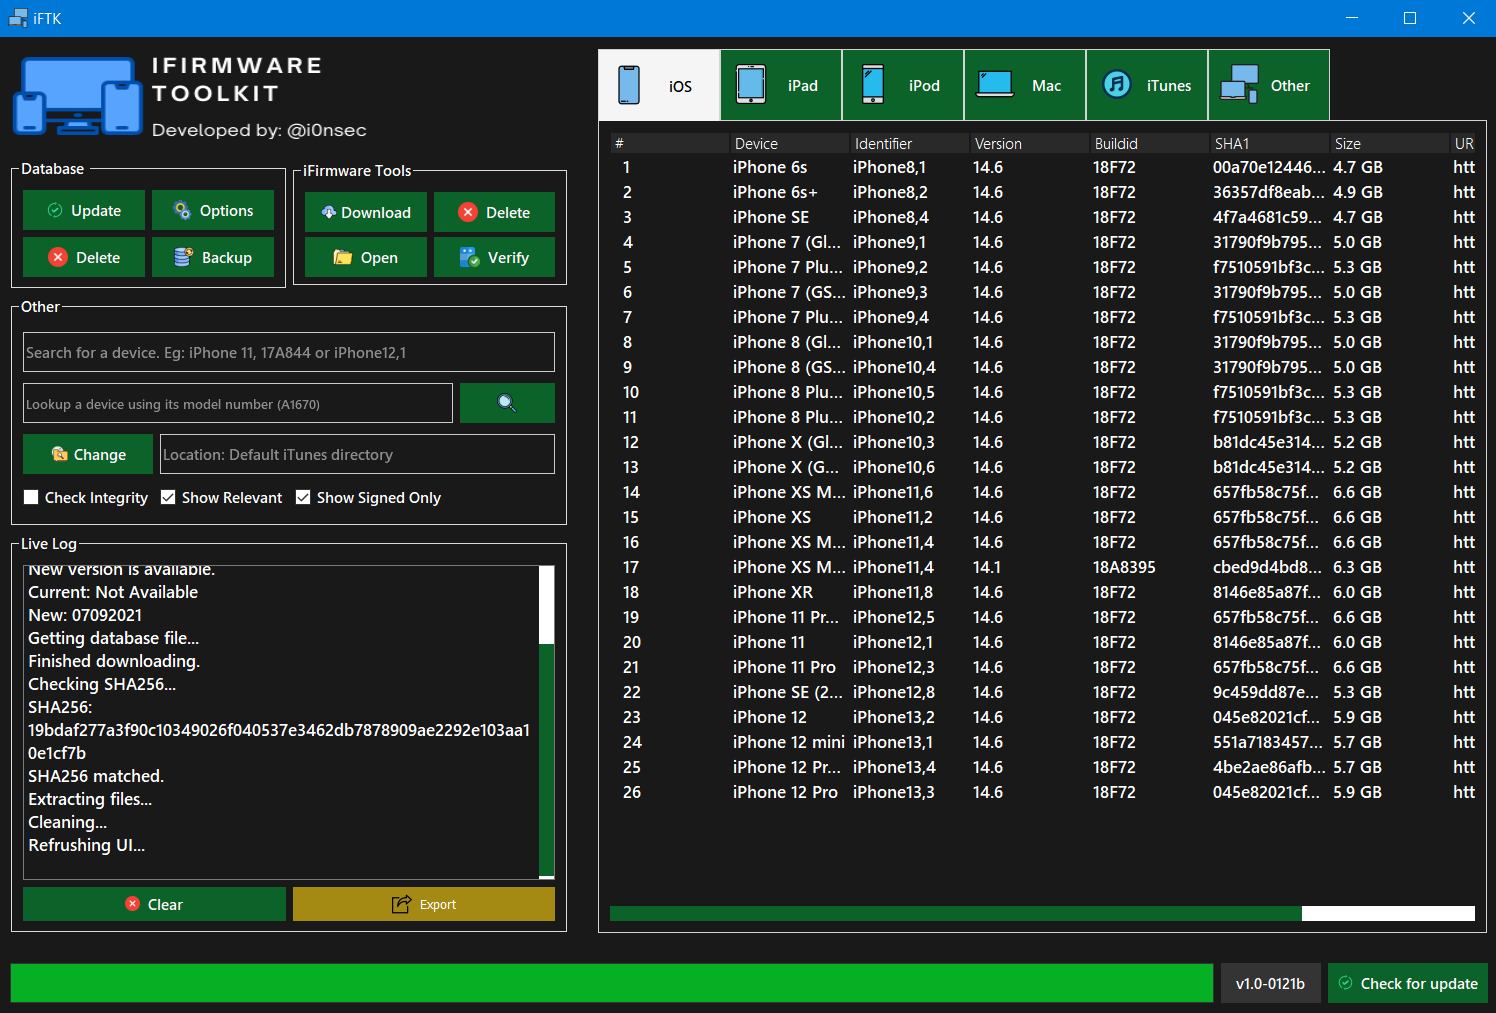 iFTK
IFIRMWARE
TOOLKIT
Developed by: @i0nsec
Database
Update
Options
Delete
Backup
iFirmware Tools
Download
Delete
Open
Verify
Other
Search for a device. Eg: iPhone 11, 17A844 or iPhone12,1
Lookup a device using its model number (A1670)
Change
Location: Default iTunes directory
Check Integrity
Show Relevant
Show Signed Only
Live Log
New version is available.
Current: Not Available
New: 07092021
Getting database file...
Finished downloading.
Checking SHA256...
SHA256:
19bdaf277a3f90c10349026f040537e3462db7878909ae2292e103aa1
0e1cf7b
SHA256 matched.
Extracting files...
Cleaning...
Refrushing UI...
Clear
Export
iOS
iPad
iPod
Mac
iTunes
Other
# Device Identifier Version Buildid SHA1 Size UR
1 iPhone 6s iPhone8,1 14.6 18F72 00a70e12446... 4.7 GB htt
2 iPhone 6s+ iPhone8,2 14.6 18F72 36357df8eab... 4.9 GB htt
3 iPhone SE iPhone8,4 14.6 18F72 4f7a4681c59... 4.7 GB htt
4 iPhone 7 (Gl... iPhone9,1 14.6 18F72 31790f9b795... 5.0 GB htt
5 iPhone 7 Plu... iPhone9,2 14.6 18F72 f7510591bf3c... 5.3 GB htt
6 iPhone 7 (GS... iPhone9,3 14.6 18F72 31790f9b795... 5.0 GB htt
7 iPhone 7 Plu... iPhone9,4 14.6 18F72 f7510591bf3c... 5.3 GB htt
8 iPhone 8 (Gl... iPhone10,1 14.6 18F72 31790f9b795... 5.0 GB htt
9 iPhone 8 (GS... iPhone10,4 14.6 18F72 31790f9b795... 5.0 GB htt
10 iPhone 8 Plu... iPhone10,5 14.6 18F72 f7510591bf3c... 5.3 GB htt
11 iPhone 8 Plu... iPhone10,2 14.6 18F72 f7510591bf3c... 5.3 GB htt
12 iPhone X (Gl... iPhone10,3 14.6 18F72 b81dc45e314... 5.2 GB htt
13 iPhone X (G... iPhone10,6 14.6 18F72 b81dc45e314... 5.2 GB htt
14 iPhone XS M... iPhone11,6 14.6 18F72 657fb58c75f... 6.6 GB htt
15 iPhone XS iPhone11,2 14.6 18F72 657fb58c75f... 6.6 GB htt
16 iPhone XS M... iPhone11,4 14.6 18F72 657fb58c75f... 6.6 GB htt
17 iPhone XS M... iPhone11,4 14.1 18A8395 cbed9d4bd8... 6.3 GB htt
18 iPhone XR iPhone11,8 14.6 18F72 8146e85a87f... 6.0 GB htt
19 iPhone 11 Pr... iPhone12,5 14.6 18F72 657fb58c75f... 6.6 GB htt
20 iPhone 11 iPhone12,1 14.6 18F72 8146e85a87f... 6.0 GB htt
21 iPhone 11 Pro iPhone12,3 14.6 18F72 657fb58c75f... 6.6 GB htt
22 iPhone SE (2... iPhone12,8 14.6 18F72 9c459dd87e... 5.3 GB htt
23 iPhone 12 iPhone13,2 14.6 18F72 045e82021cf... 5.9 GB htt
24 iPhone 12 mini iPhone13,1 14.6 18F72 551a7183457... 5.7 GB htt
25 iPhone 12 Pr... iPhone13,4 14.6 18F72 4be2ae86afb... 5.7 GB htt
26 iPhone 12 Pro iPhone13,3 14.6 18F72 045e82021cf... 5.9 GB htt
v1.0-0121b
Check for update